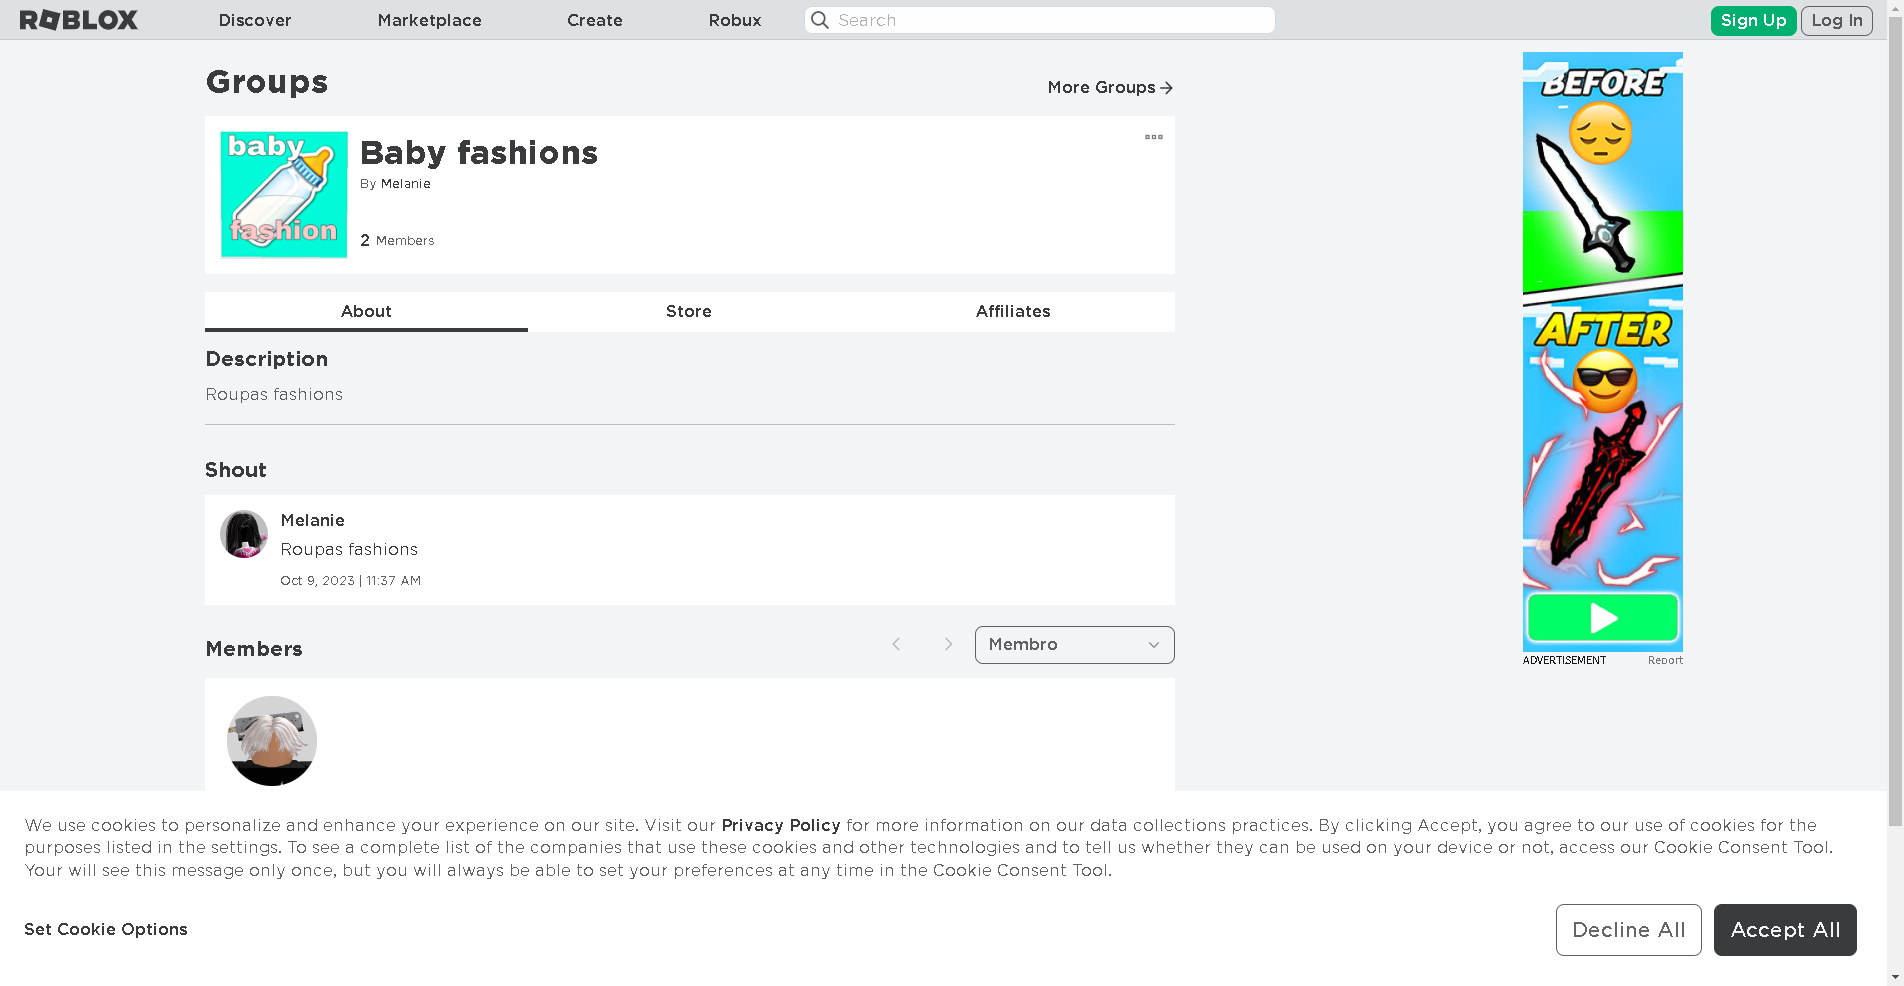 ROBLOX
Discover
Marketplace
Create
Robux
Search
Sign Up
Log In
Groups
More Groups
baby
fashion
Baby fashions
By Melanie
2 Members
About
Store
Affiliates
Description
Roupas fashions
Shout
Melanie
Roupas fashions
Oct 9, 2023 | 11:37 AM
Members
Membro
BEFORE
AFTER
ADVERTISEMENT
Report
We use cookies to personalize and enhance your experience on our site. Visit our Privacy Policy for more information on our data collections practices. By clicking Accept, you agree to our use of cookies for the
purposes listed in the settings. To see a complete list of the companies that use these cookies and other technologies and to tell us whether they can be used on your device or not, access our Cookie Consent Tool.
Your will see this message only once, but you will always be able to set your preferences at any time in the Cookie Consent Tool.
Set Cookie Options
Decline All
Accept All